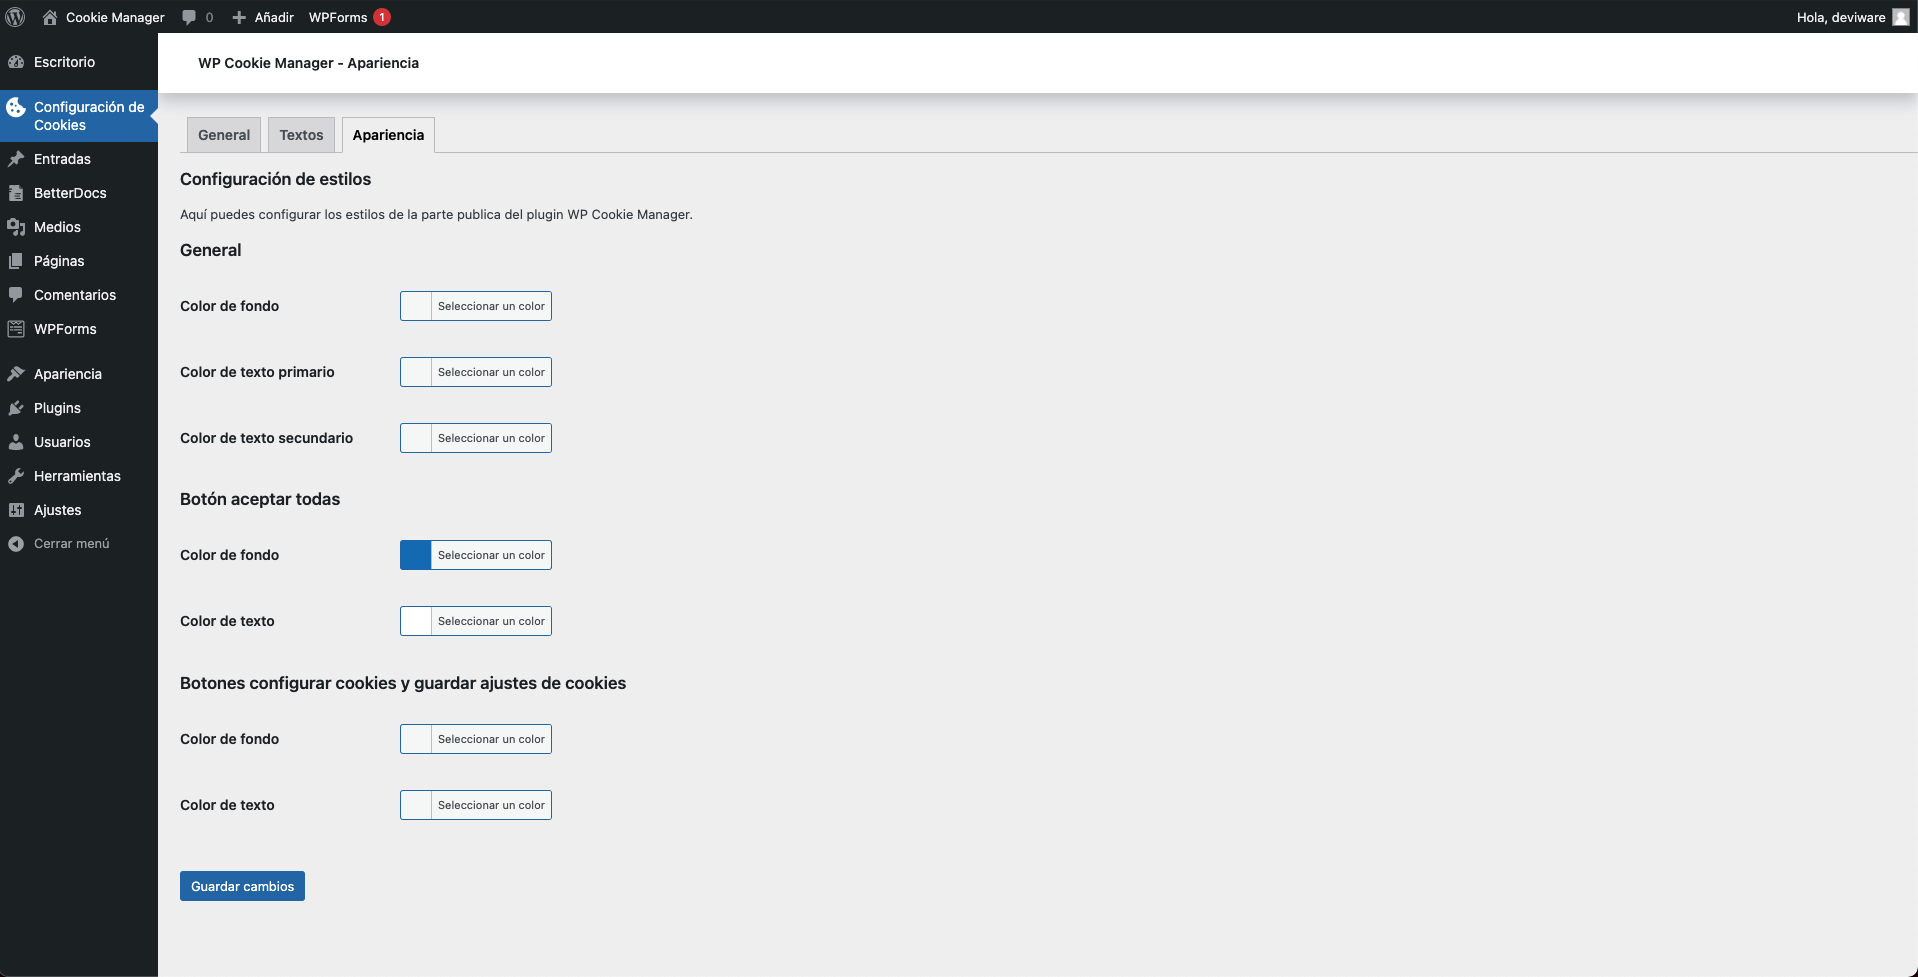 Cookie Manager 0 Añadir WPForms 1 Hola, deviware
Escritorio
Configuración de
Cookies
Entradas
BetterDocs
Medios
Páginas
Comentarios
WPForms
Apariencia
Plugins
Usuarios
Herramientas
Ajustes
Cerrar menú
WP Cookie Manager - Apariencia
General Textos Apariencia
Configuración de estilos
Aquí puedes configurar los estilos de la parte publica del plugin WP Cookie Manager.
General
Color de fondo Seleccionar un color
Color de texto primario Seleccionar un color
Color de texto secundario Seleccionar un color
Botón aceptar todas
Color de fondo Seleccionar un color
Color de texto Seleccionar un color
Botones configurar cookies y guardar ajustes de cookies
Color de fondo Seleccionar un color
Color de texto Seleccionar un color
Guardar cambios